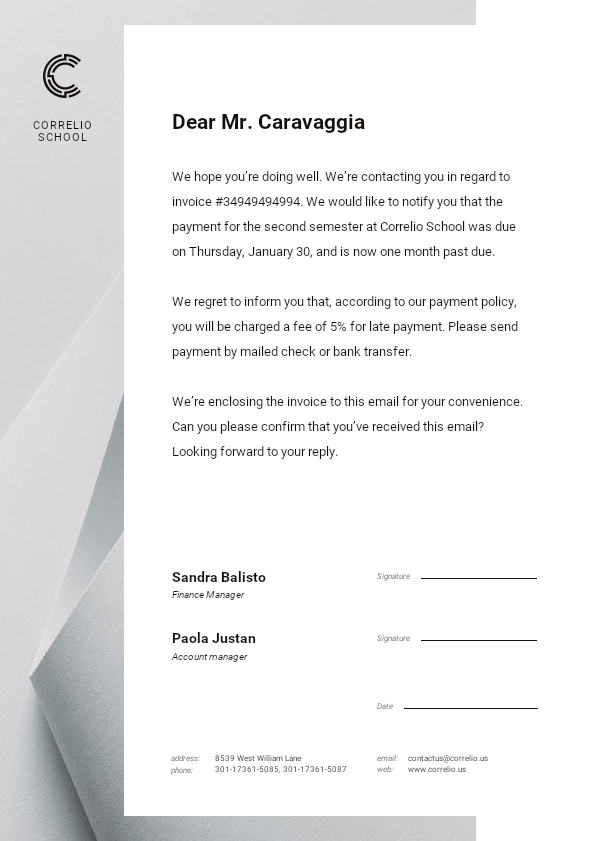 CORRELIO
SCHOOL
Dear Mr. Caravaggia
We hope you’re doing well. We’re contacting you in regard to
invoice #34949494994. We would like to notify you that the
payment for the second semester at Correlio School was due
on Thursday, January 30, and is now one month past due.
We regret to inform you that, according to our payment policy,
you will be charged a fee of 5% for late payment. Please send
payment by mailed check or bank transfer.
We’re enclosing the invoice to this email for your convenience.
Can you please confirm that you’ve received this email?
Looking forward to your reply.
Sandra Balisto
Finance Manager
Signature
Paola Justan
Account manager
Signature
Date
address: 8539 West William Lane
phone: 301-17361-5085, 301-17361-5087
email: contactus@correlio.us
web: www.correlio.us